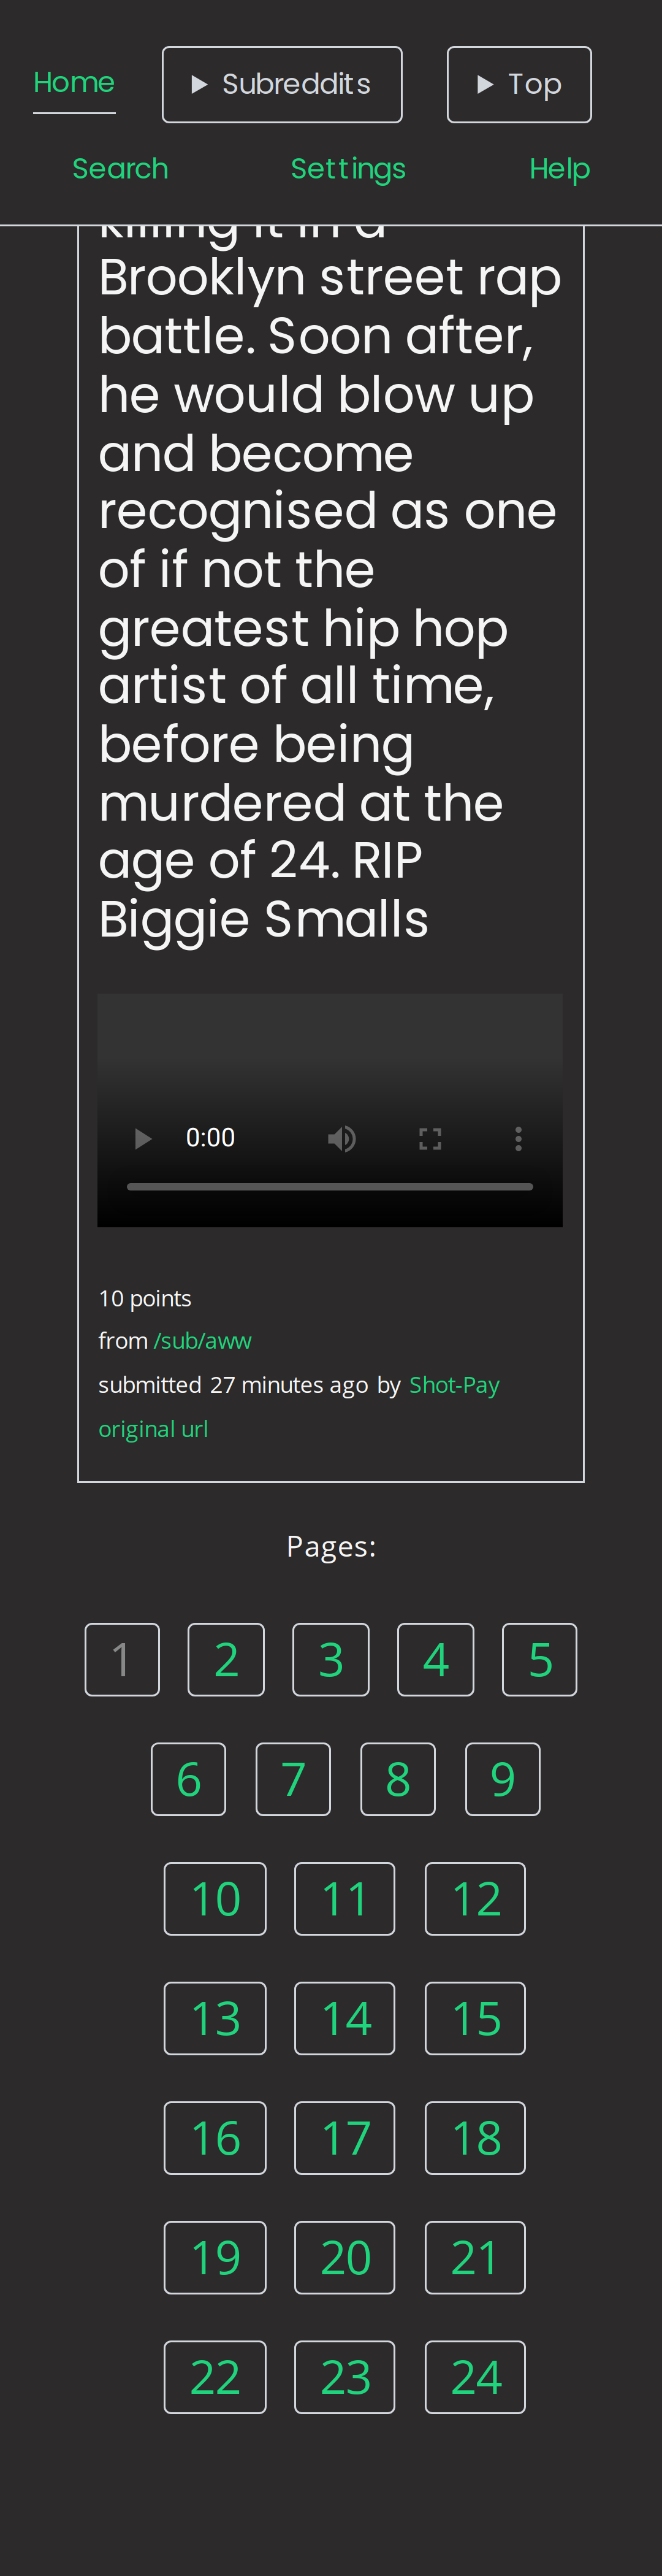 Home
Subreddits
Top
Search
Settings
Help
killing it in a
Brooklyn street rap
battle. Soon after,
he would blow up
and become
recognised as one
of if not the
greatest hip hop
artist of all time,
before being
murdered at the
age of 24. RIP
Biggie Smalls
0:00
10 points
from /sub/aww
submitted 27 minutes ago by Shot-Pay
original url
Pages:
1 2 3 4 5
6 7 8 9
10 11 12
13 14 15
16 17 18
19 20 21
22 23 24